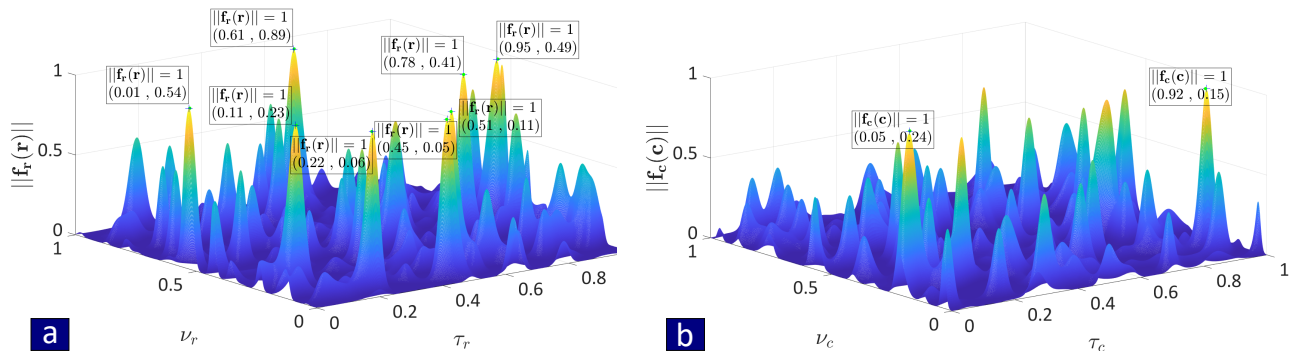 ||f_r(r)|| = 1
(0.61 , 0.89)
||f_r(r)|| = 1
(0.78 , 0.41)
||f_r(r)|| = 1
(0.95 , 0.49)
||f_r(r)|| = 1
(0.01 , 0.54)
||f_r(r)|| = 1
(0.11 , 0.23)
||f_r(r)|| = 1
(0.22 , 0.06)
||f_r(r)|| = 1
(0.45 , 0.05)
||f_r(r)|| = 1
(0.51 , 0.11)
||f_r(r)||
1
0.5
0
1
0.5
0
ν_r
0
0.2
0.4
0.6
0.8
τ_r
a
||f_c(c)|| = 1
(0.92 , 0.15)
||f_c(c)|| = 1
(0.05 , 0.24)
||f_c(c)||
1
0.5
0
1
0.5
0
ν_c
0
0.2
0.4
0.6
0.8
1
τ_c
b